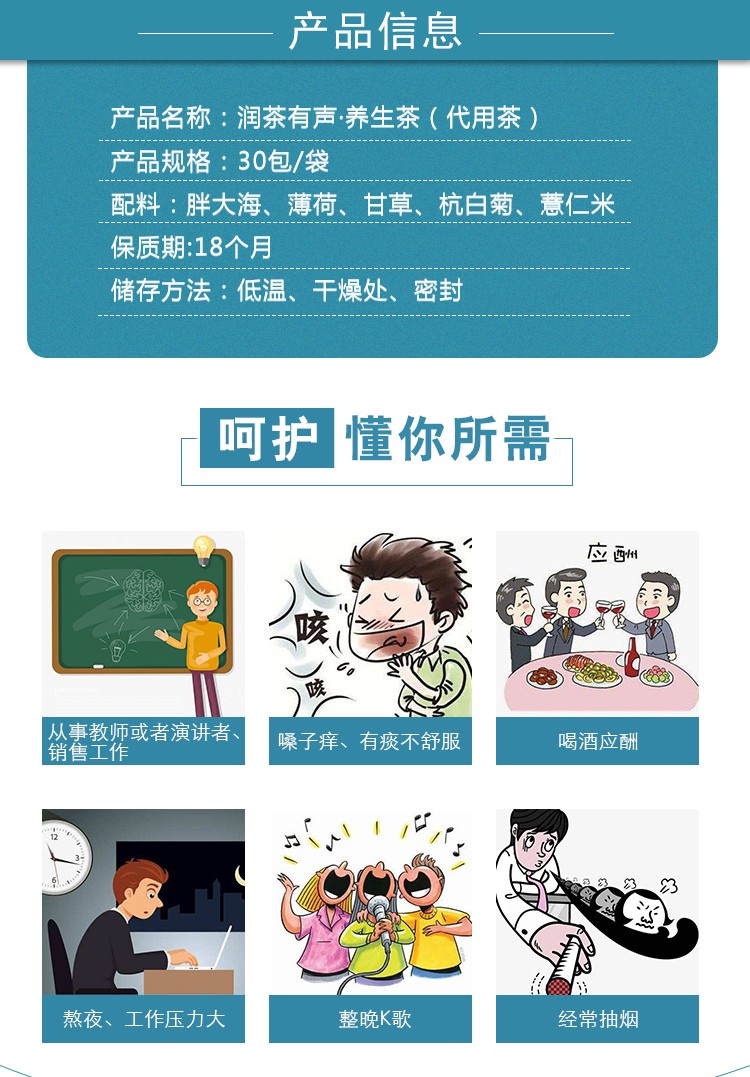 产品信息
产品名称：润茶有声·养生茶（代用茶）
产品规格：30包/袋
配料：胖大海、薄荷、甘草、杭白菊、薏仁米
保质期:18个月
储存方法：低温、干燥处、密封
呵护 懂你所需
咳
咳
应酬
从事教师或者演讲者、
销售工作
嗓子痒、有痰不舒服
喝酒应酬
12
3
熬夜、工作压力大
整晚K歌
经常抽烟